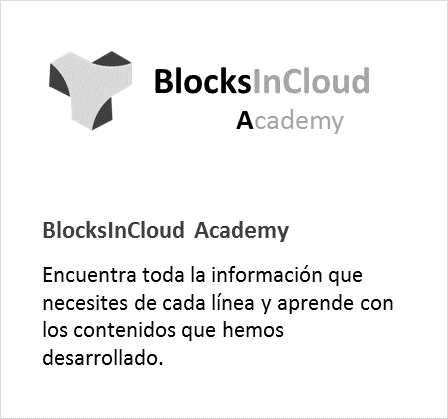 BlocksInCloud
Academy
BlocksInCloud Academy
Encuentra toda la información que
necesites de cada línea y aprende con
los contenidos que hemos
desarrollado.